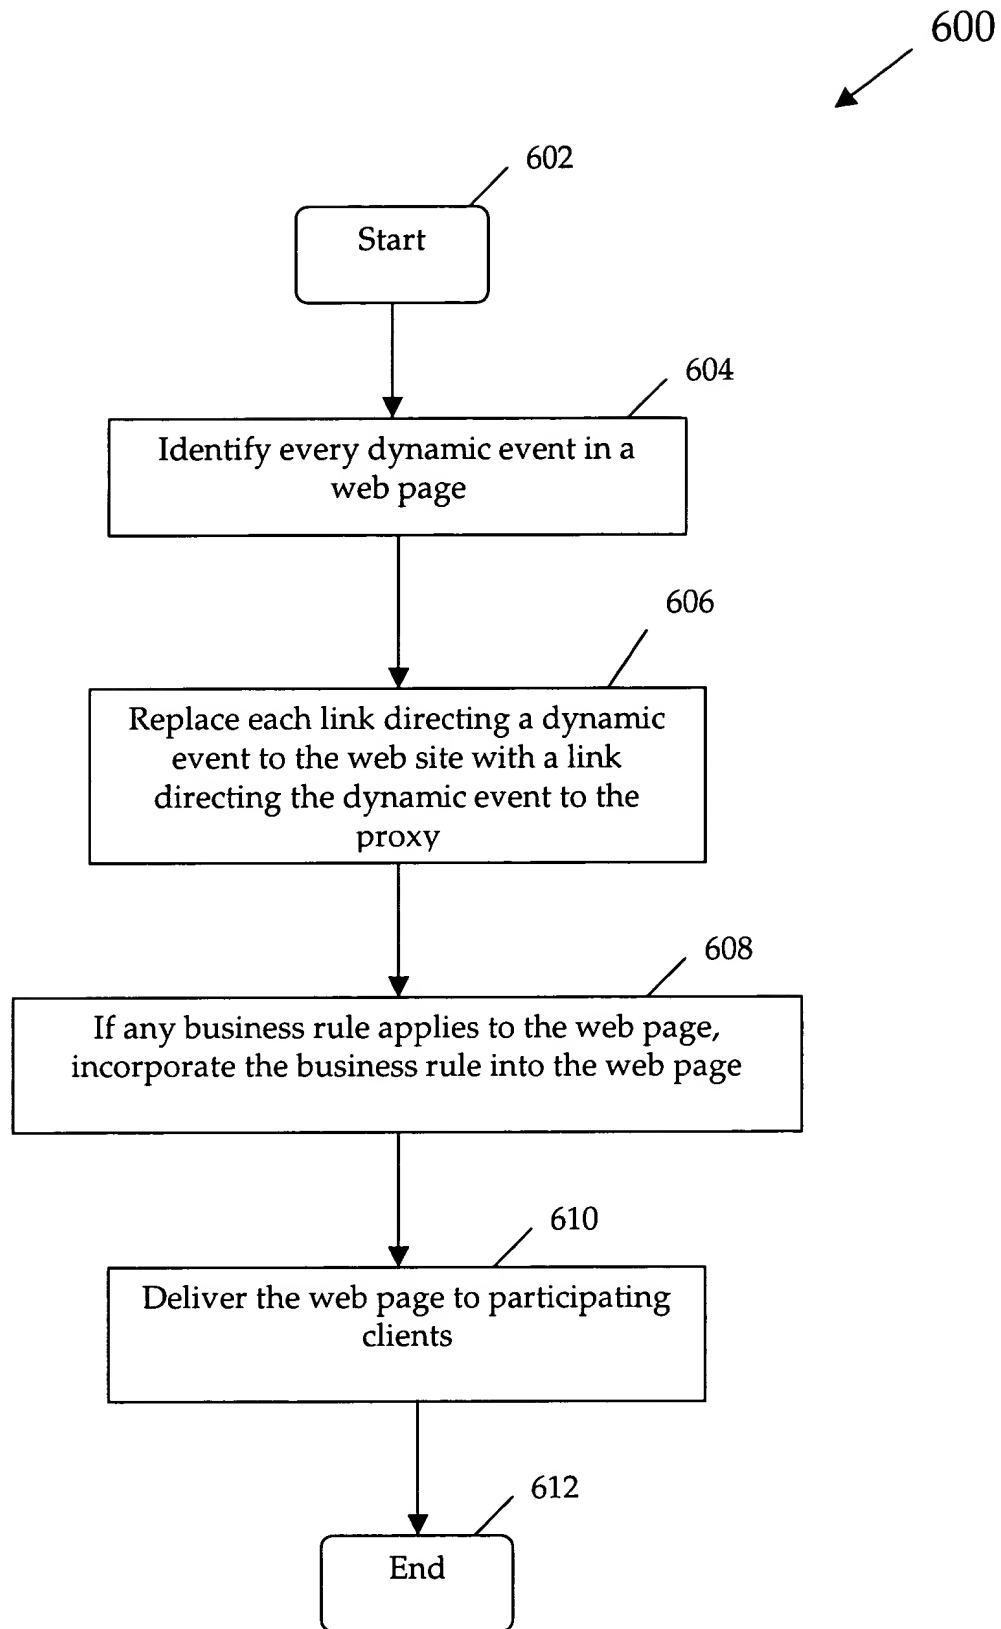 600
602
Start
604
Identify every dynamic event in a
web page
606
Replace each link directing a dynamic
event to the web site with a link
directing the dynamic event to the
proxy
608
If any business rule applies to the web page,
incorporate the business rule into the web page
610
Deliver the web page to participating
clients
612
End